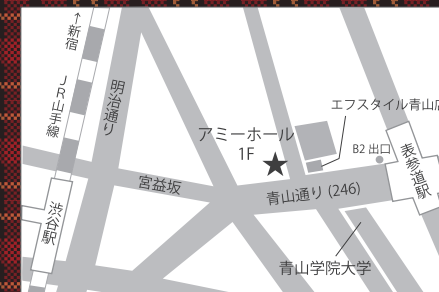 ↑新宿
JR山手線
明治通り
エフスタイル青山店
アミーホール
1F
B2 出口
表参道駅
宮益坂
青山通り (246)
渋谷駅
青山学院大学